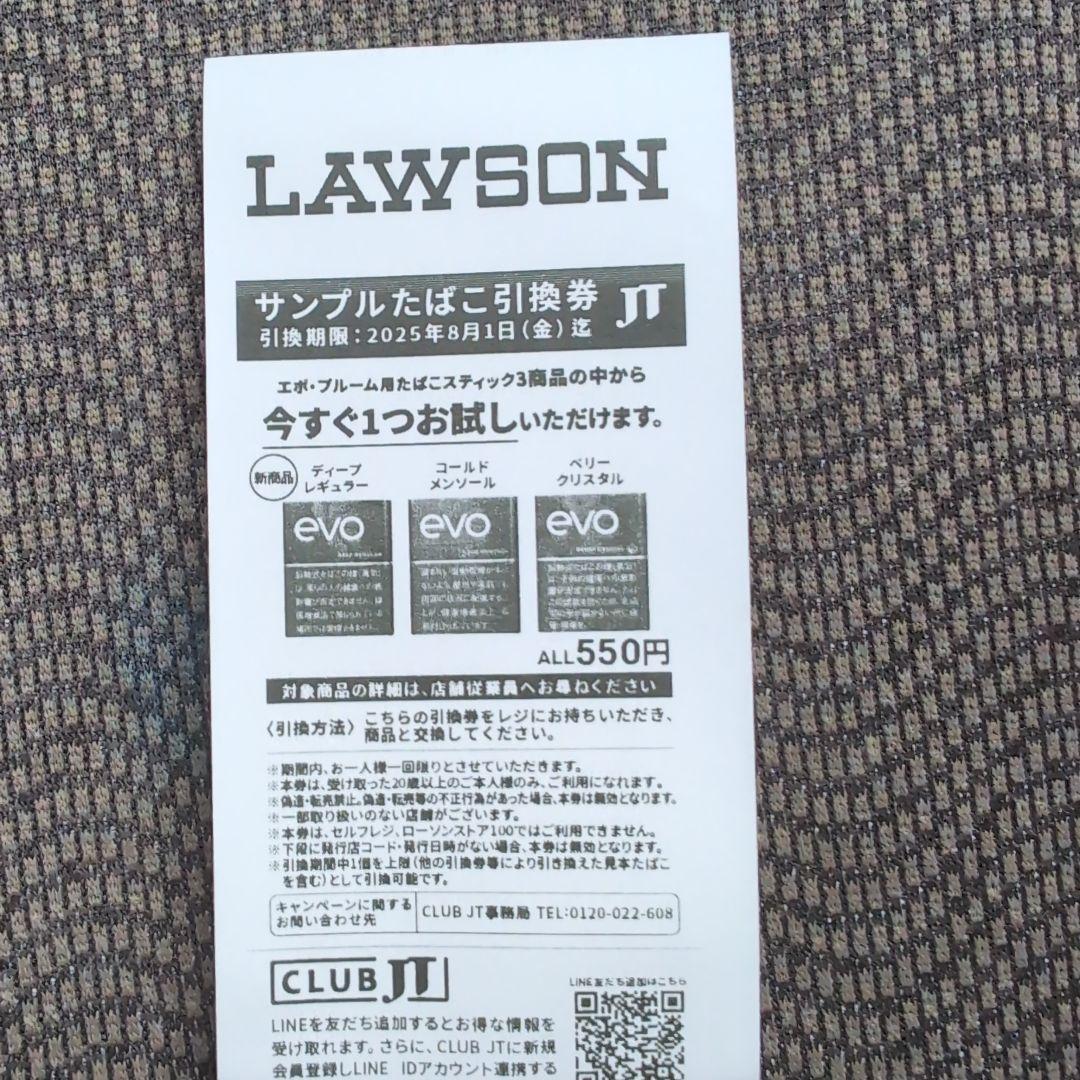 LAWSON
サンプルたばこ引換券 JT
引換期限：2025年8月1日（金）迄
エボ・プルーム用たばこスティック3商品の中から
今すぐ1つお試しいただけます。
新商品
ディープ
レギュラー
コールド
メンソール
ベリー
クリスタル
evo
evo
evo
ALL550円
対象商品の詳細は、店舗従業員へお尋ねください
〈引換方法〉こちらの引換券をレジにお持ちいただき、
商品と交換してください。
※期間内、お一人様一回限りとさせていただきます。
※本券は、受け取った20歳以上のご本人様のみ、ご利用になれます。
※偽造・転売禁止。偽造・転売等の不正行為があった場合、本券は無効となります。
※一部取り扱いのない店舗がございます。
※本券は、セルフレジ、ローソンストア100ではご利用できません。
※下段に発行店コード・発行日時がない場合、本券は無効となります。
※引換期間中1個を上限（他の引換券等により引き換えた見本たばこ
を含む）として引換可能です。
キャンペーンに関する
お問い合わせ先
CLUB JT事務局 TEL:0120-022-608
CLUB JT
LINE友だち追加はこちら
LINEを友だち追加するとお得な情報を
受け取れます。さらに、CLUB JTに新規
会員登録しLINE IDアカウント連携する